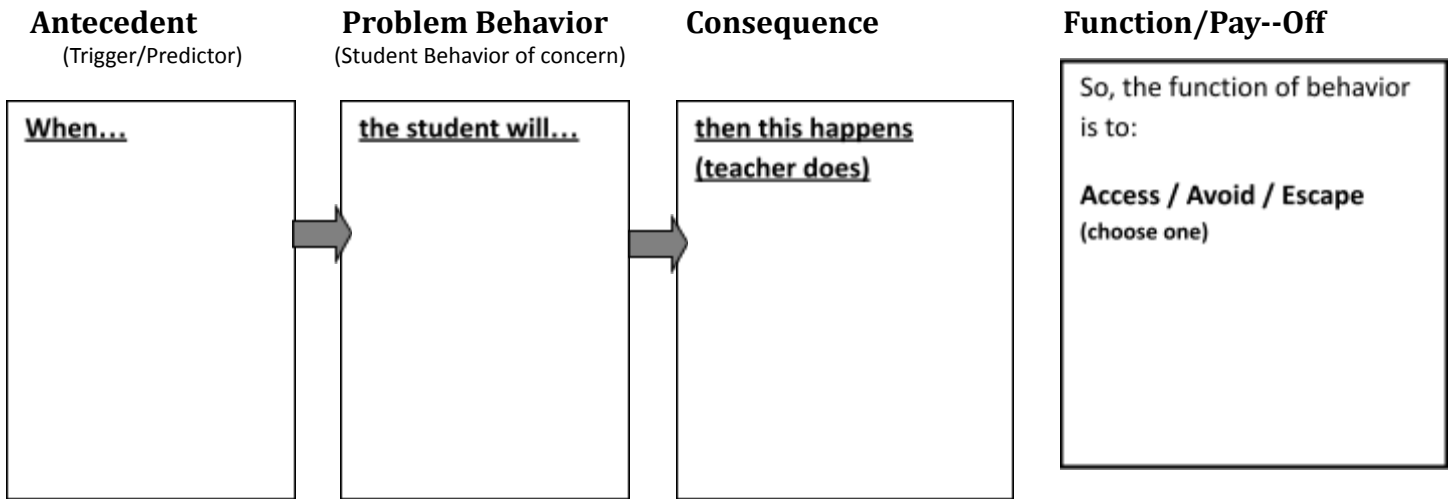 Antecedent
(Trigger/Predictor)
When...
Problem Behavior
(Student Behavior of concern)
the student will...
Consequence
then this happens
(teacher does)
Function/Pay--Off
So, the function of behavior
is to:
Access / Avoid / Escape
(choose one)